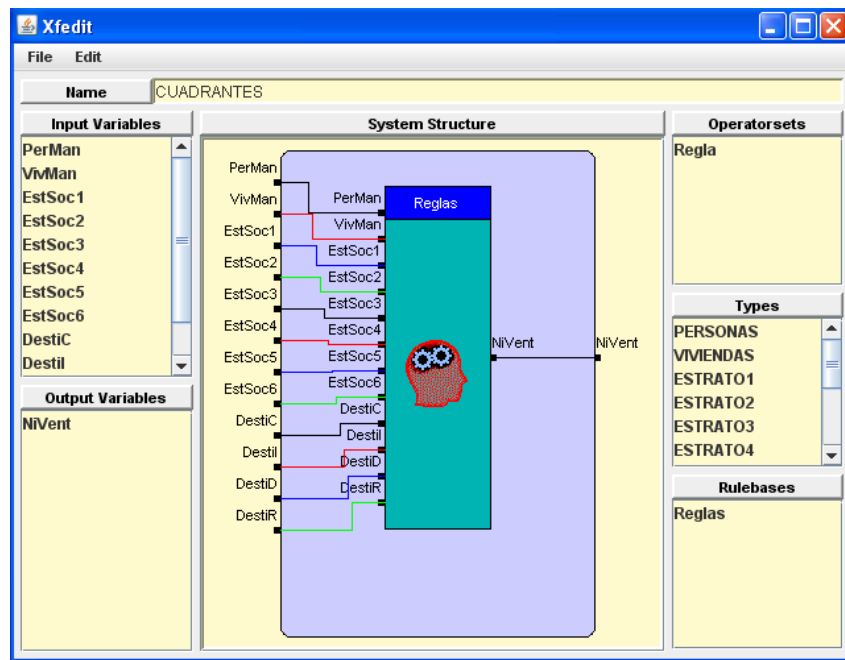 Xfedit
File Edit
Name CUADRANTES
Input Variables
PerMan
VivMan
EstSoc1
EstSoc2
EstSoc3
EstSoc4
EstSoc5
EstSoc6
DestiC
DestiI
Output Variables
NiVent
System Structure
PerMan
VivMan
EstSoc1
EstSoc2
EstSoc3
EstSoc4
EstSoc5
EstSoc6
DestiC
DestiI
DestiD
DestiR
PerMan
VivMan
EstSoc1
EstSoc2
EstSoc3
EstSoc4
EstSoc5
EstSoc6
DestiC
DestiI
DestiD
DestiR
Reglas
NiVent
NiVent
Operatorsets
Regla
Types
PERSONAS
VIVIENDAS
ESTRATO1
ESTRATO2
ESTRATO3
ESTRATO4
Rulebases
Reglas